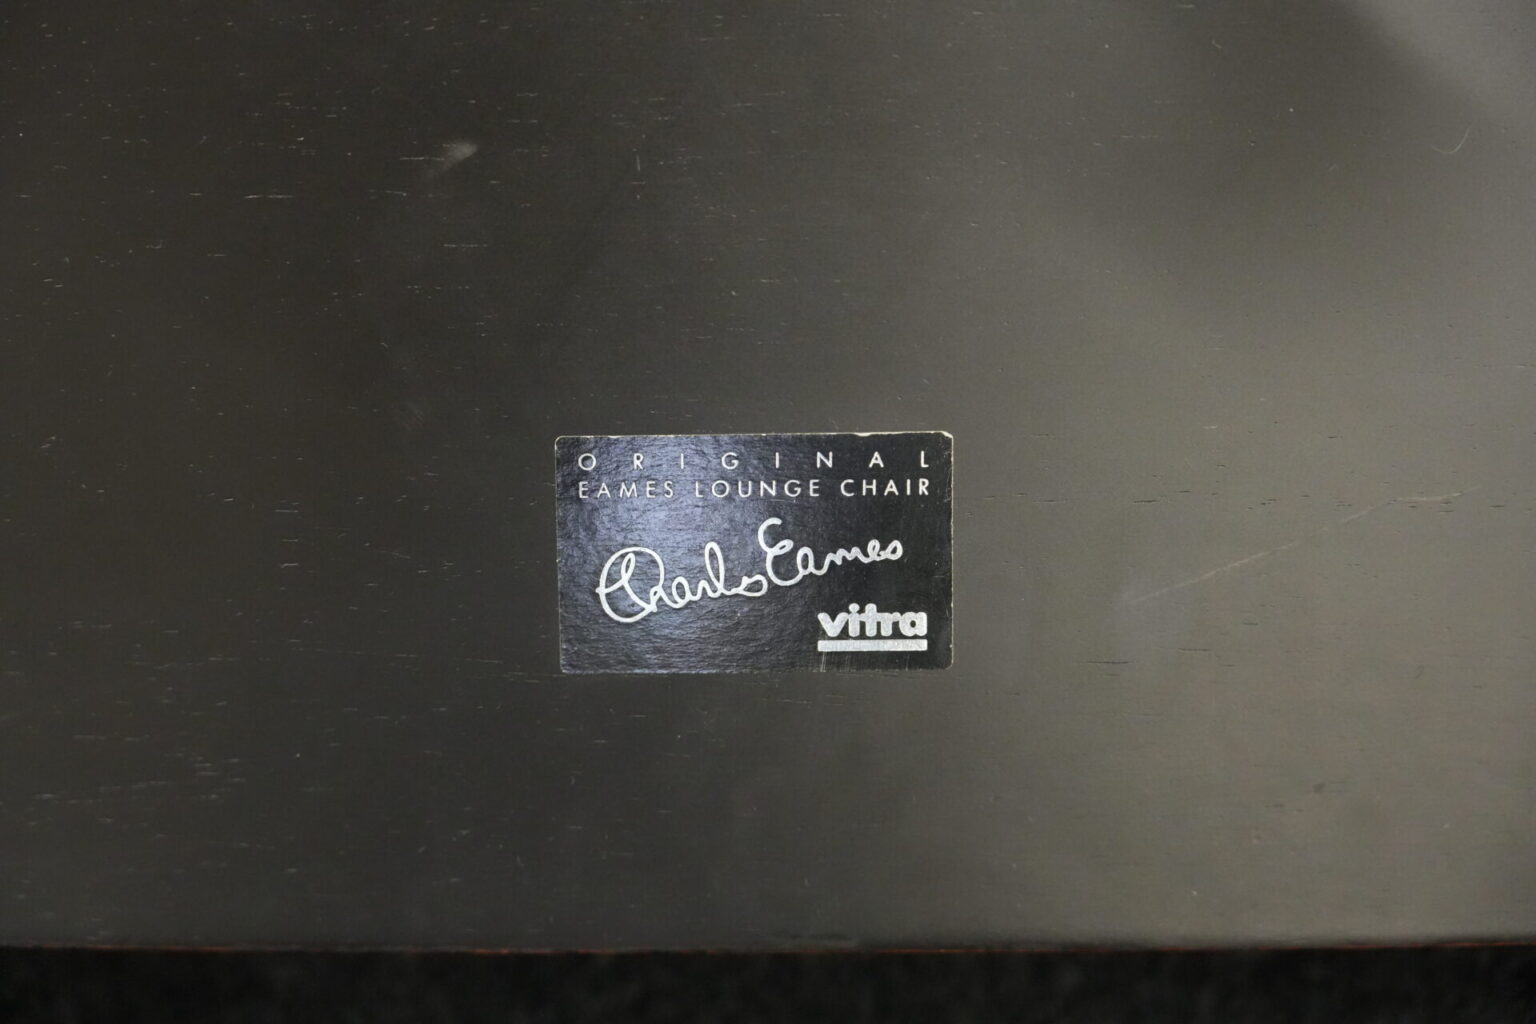 ORIGINAL
EAMES LOUNGE CHAIR
Charles Eames
vitra